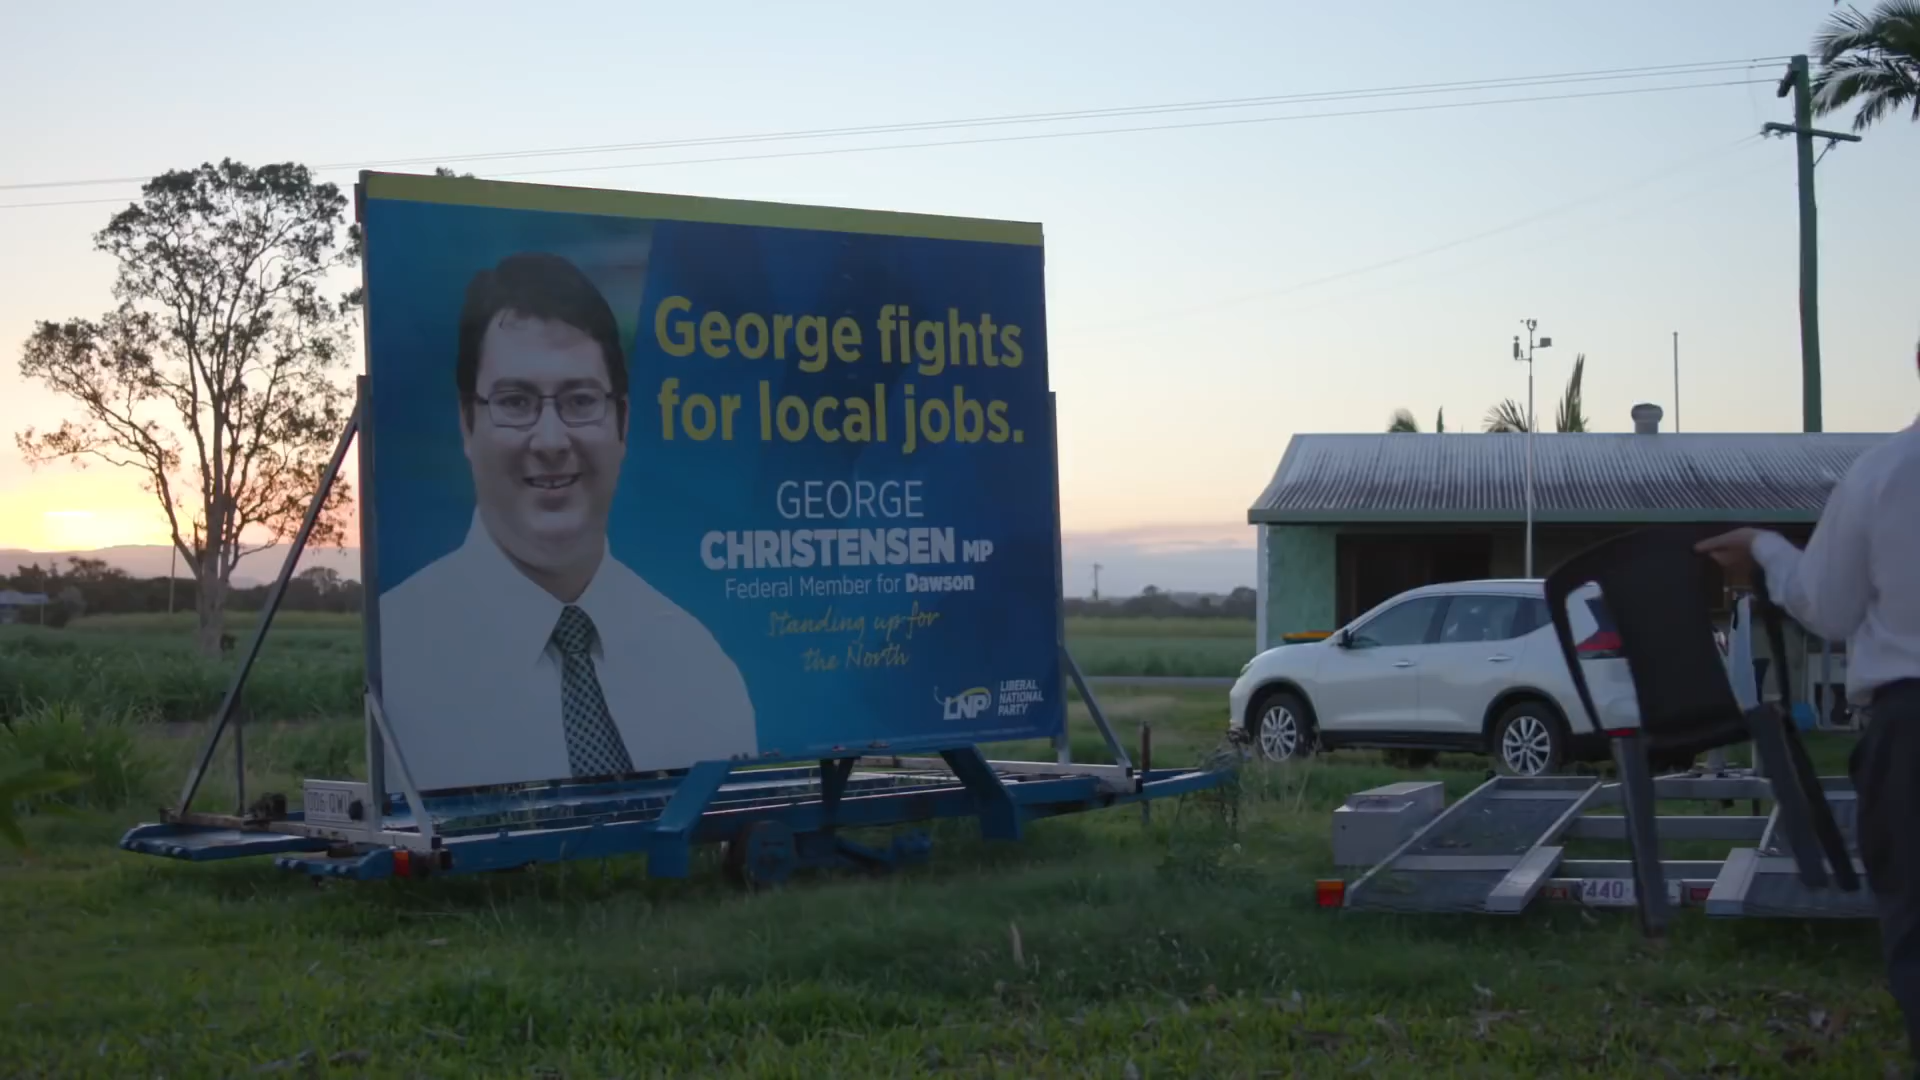 George fights
for local jobs.
GEORGE
CHRISTENSEN MP
Federal Member for Dawson
Standing up for
the North
LNP
LIBERAL
NATIONAL
PARTY
440